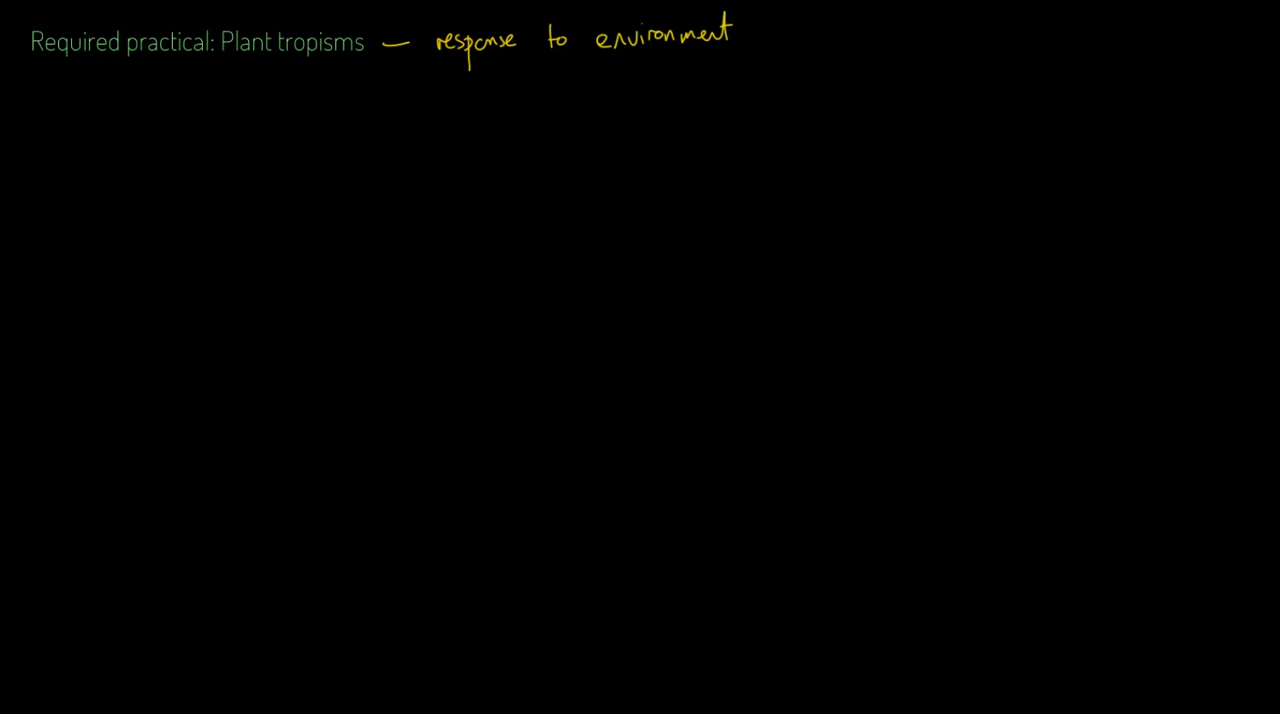 Required practical: Plant tropisms — response to environment